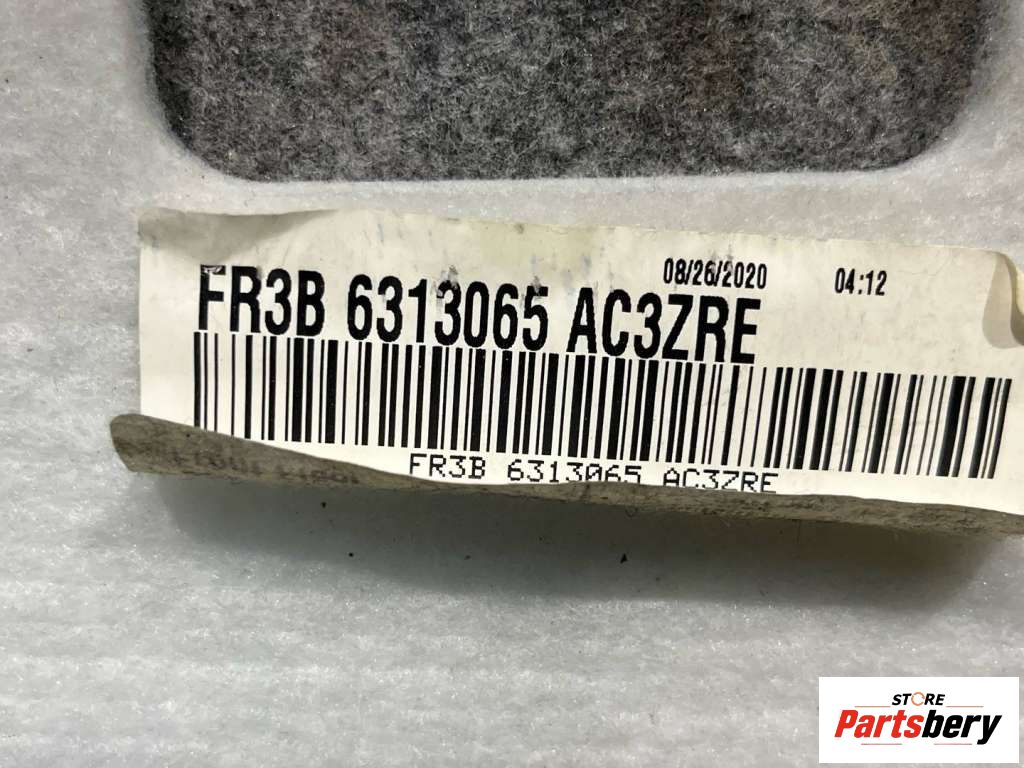 08/26/2020 04:12
FR3B 6313065 AC3ZRE
FR3B 6313065 AC3ZRE
STORE
Partsbery